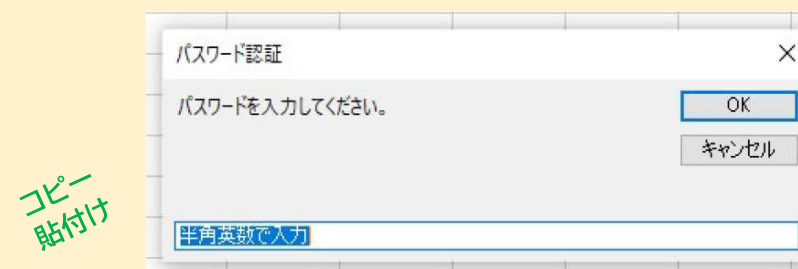 パスワード認証
パスワードを入力してください。
OK
キャンセル
半角英数で入力
コピー
貼付け